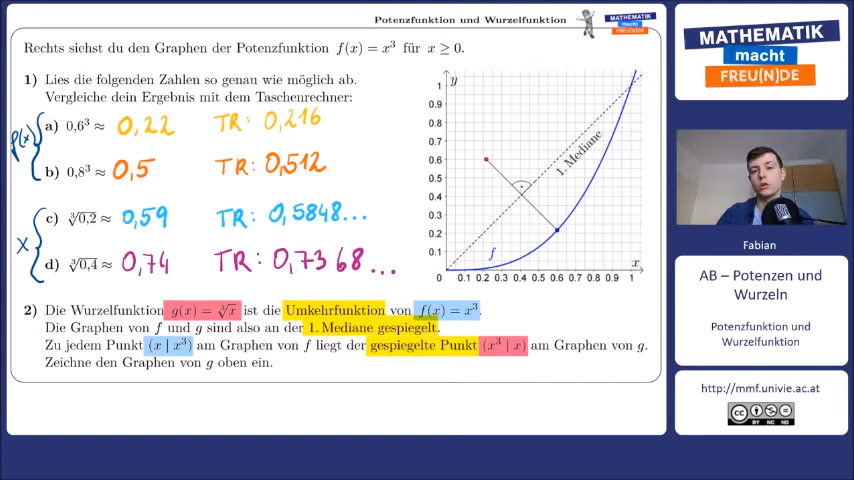 Potenzfunktion und Wurzelfunktion
MATHEMATIK
macht
FREU(N)DE
Rechts siehst du den Graphen der Potenzfunktion f(x) = x³ für x ≥ 0.
1) Lies die folgenden Zahlen so genau wie möglich ab.
Vergleiche dein Ergebnis mit dem Taschenrechner:
f(x)
a) 0,6³ ≈ 0,22 TR: 0,216
b) 0,8³ ≈ 0,5 TR: 0,512
x
c) ∛0,2 ≈ 0,59 TR: 0,5848...
d) ∛0,4 ≈ 0,74 TR: 0,7368...
y
1
0.9
0.8
0.7
0.6
0.5
0.4
0.3
0.2
0.1
0
0.1 0.2 0.3 0.4 0.5 0.6 0.7 0.8 0.9 1
x
1. Mediane
f
2) Die Wurzelfunktion g(x) = ∛x ist die Umkehrfunktion von f(x) = x³.
Die Graphen von f und g sind also an der 1. Mediane gespiegelt.
Zu jedem Punkt (x | x³) am Graphen von f liegt der gespiegelte Punkt (x³ | x) am Graphen von g.
Zeichne den Graphen von g oben ein.
MATHEMATIK
macht
FREU(N)DE
Fabian
AB – Potenzen und
Wurzeln
Potenzfunktion und
Wurzelfunktion
http://mmf.univie.ac.at
CC
BY NC ND